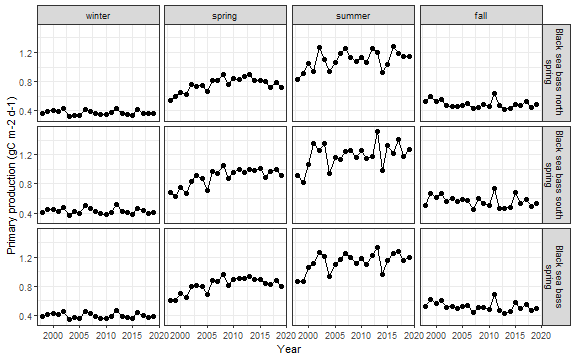 winter spring summer fall
Primary production (gC m-2 d-1)
1.2
0.8
0.4
Black sea bass north
spring
1.2
0.8
0.4
Black sea bass south
spring
1.2
0.8
0.4
Black sea bass
spring
2000 2005 2010 2015 2020 2000 2005 2010 2015 2020 2000 2005 2010 2015 2020 2000 2005 2010 2015 2020
Year